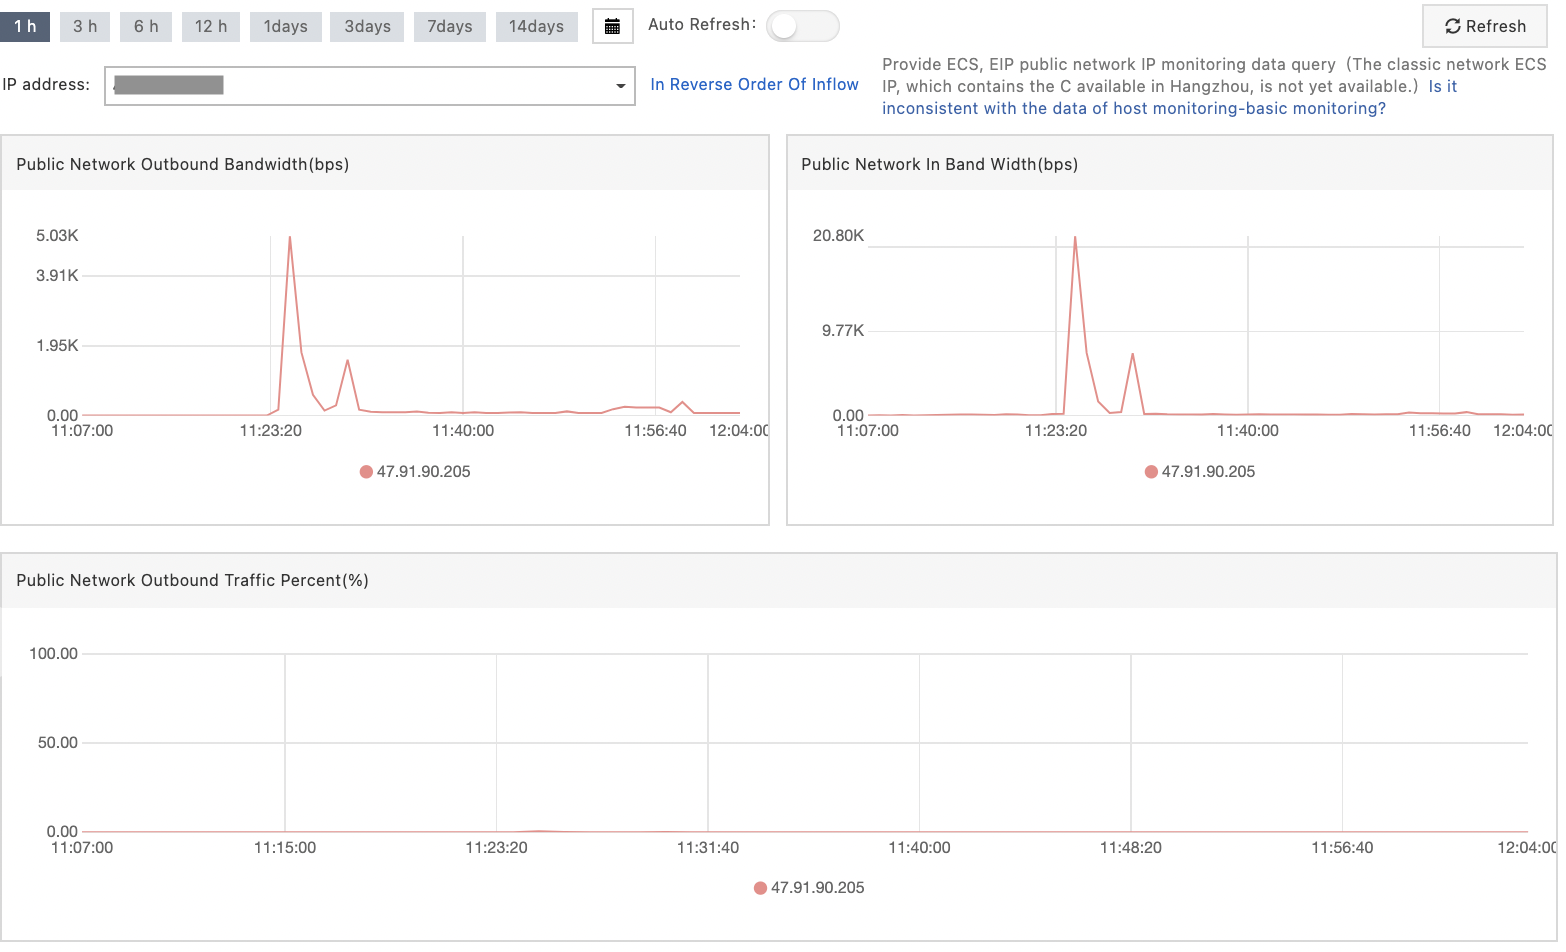 1 h 3 h 6 h 12 h 1days 3days 7days 14days Auto Refresh: Refresh
IP address: In Reverse Order Of Inflow
Provide ECS, EIP public network IP monitoring data query (The classic network ECS
IP, which contains the C available in Hangzhou, is not yet available.) Is it
inconsistent with the data of host monitoring-basic monitoring?
Public Network Outbound Bandwidth(bps)
5.03K
3.91K
1.95K
0.00
11:07:00 11:23:20 11:40:00 11:56:40 12:04:00
47.91.90.205
Public Network In Band Width(bps)
20.80K
9.77K
0.00
11:07:00 11:23:20 11:40:00 11:56:40 12:04:00
47.91.90.205
Public Network Outbound Traffic Percent(%)
100.00
50.00
0.00
11:07:00 11:15:00 11:23:20 11:31:40 11:40:00 11:48:20 11:56:40 12:04:00
47.91.90.205